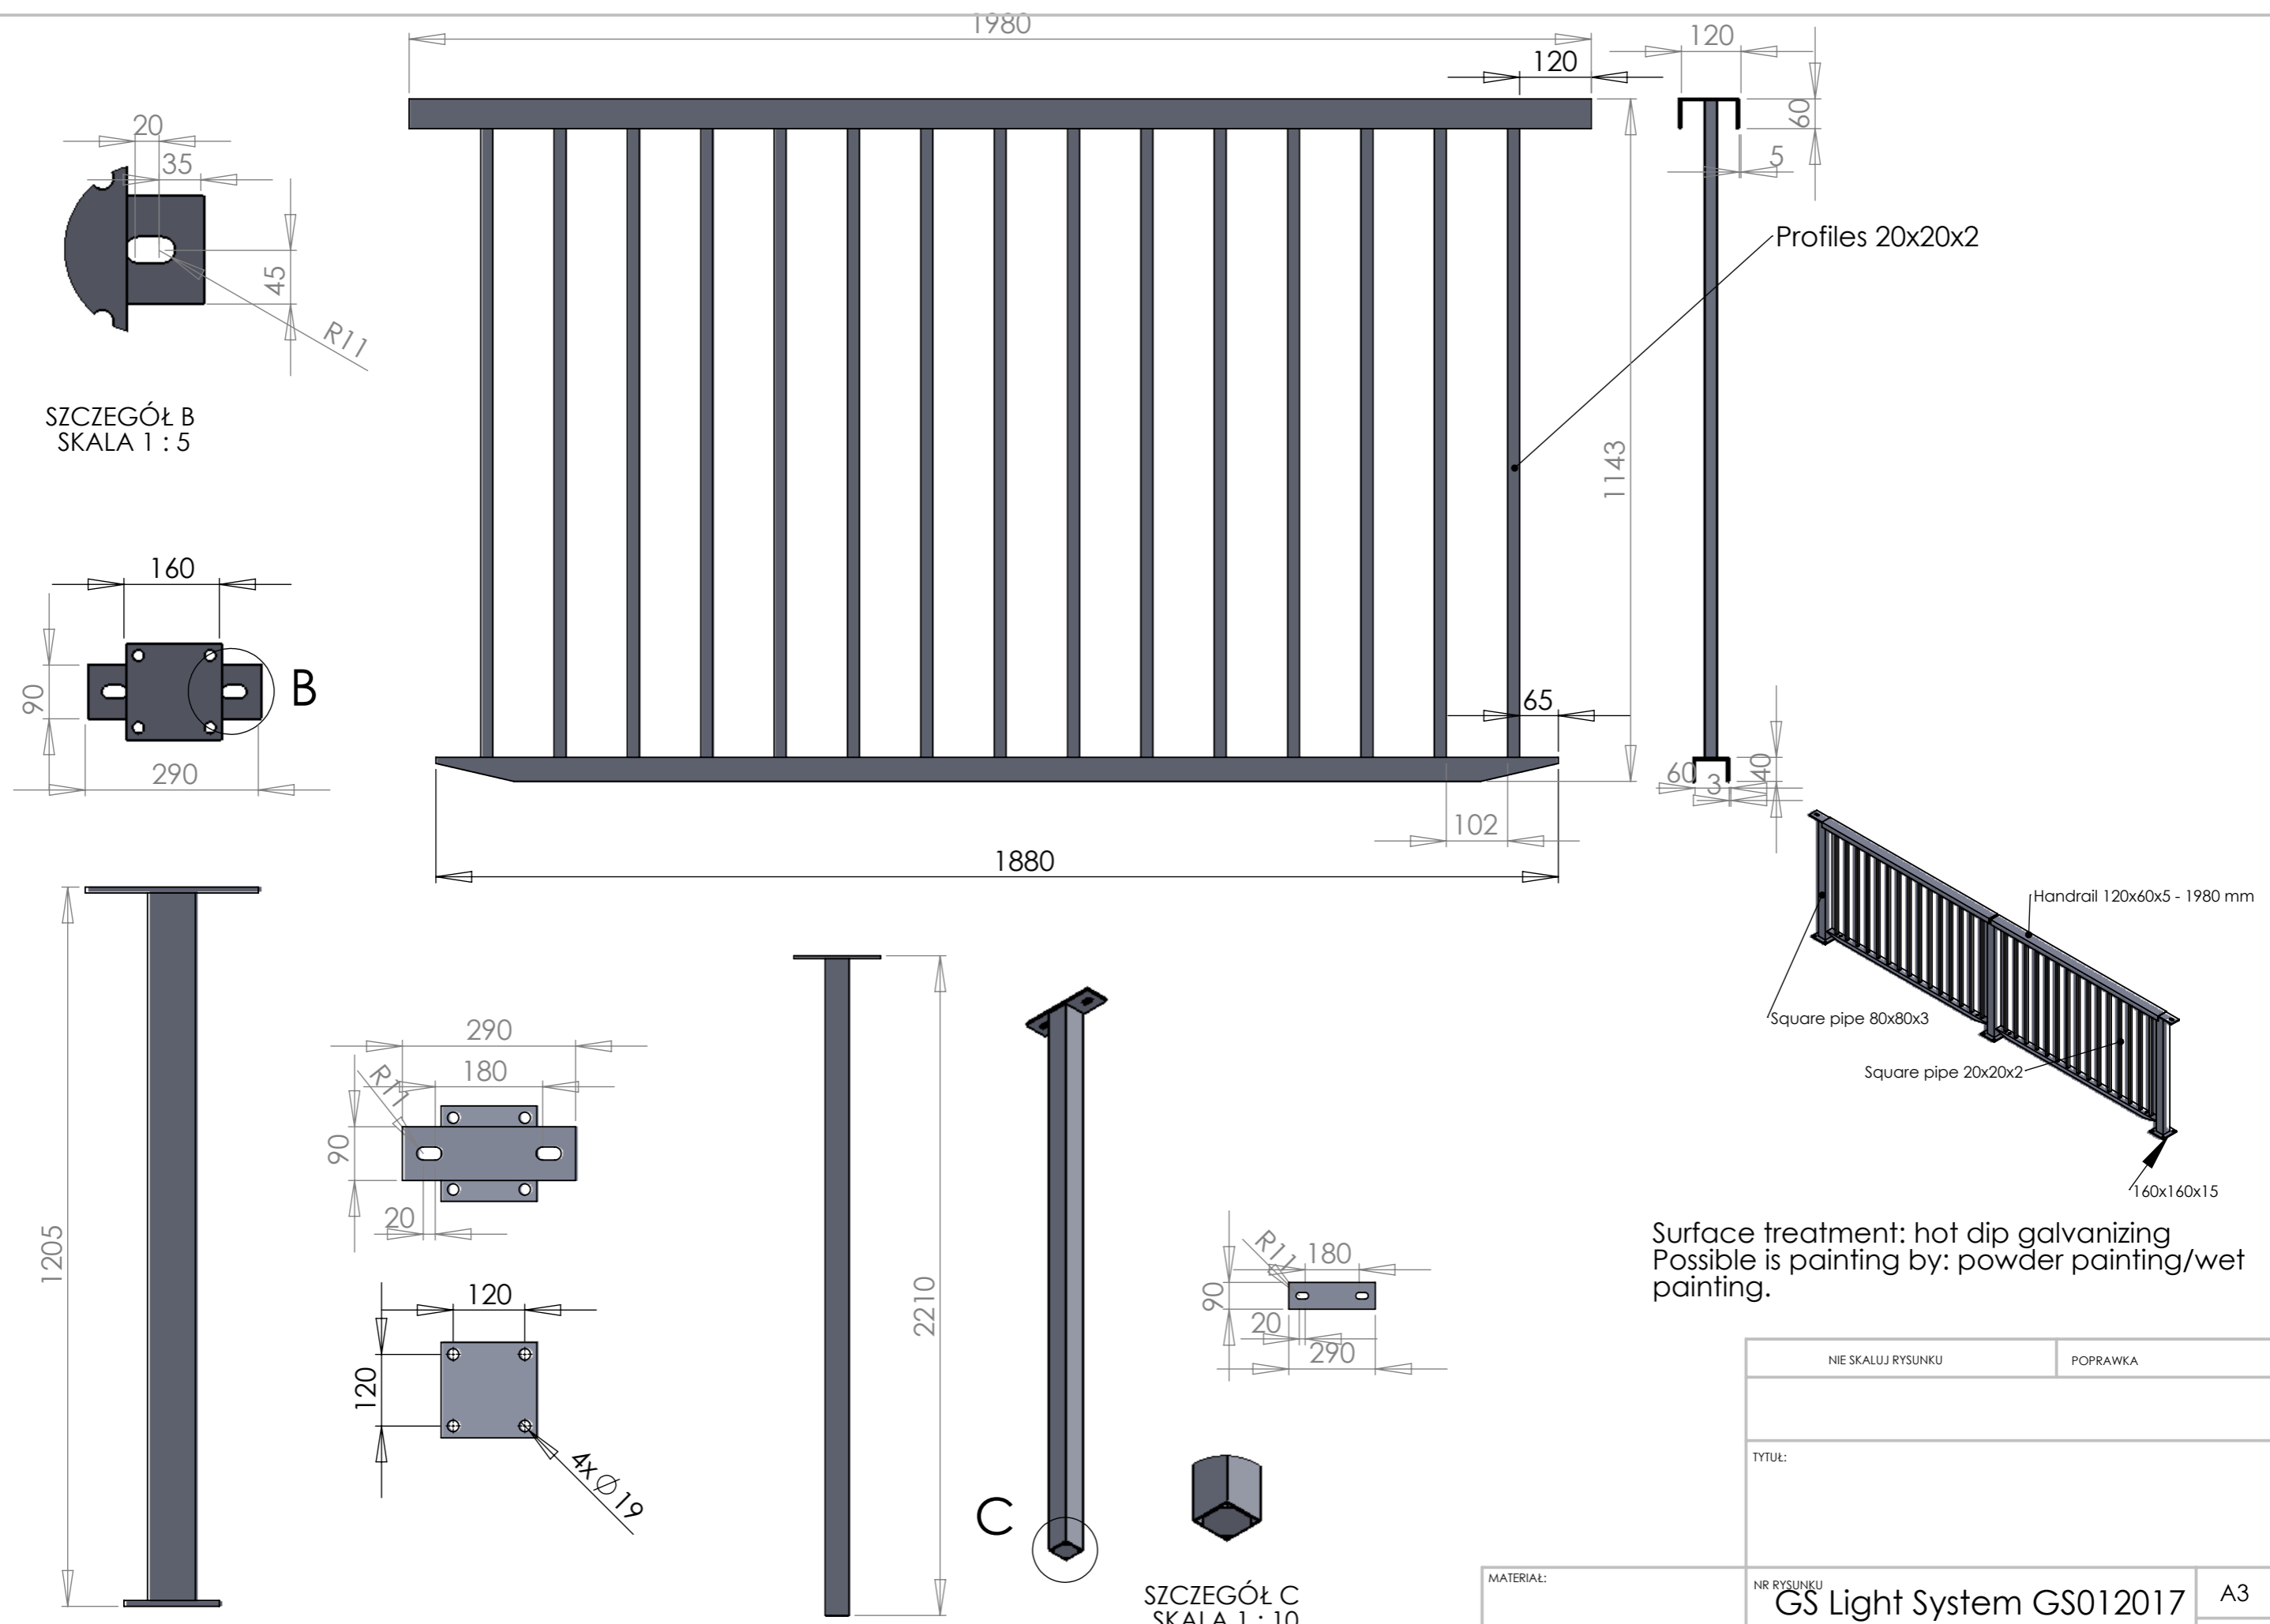 1980
120
120
60
5
20
35
45
R11
Profiles 20x20x2
SZCZEGÓŁ B
SKALA 1 : 5
1143
160
90
B
290
65
60
3
40
102
1880
Handrail 120x60x5 - 1980 mm
Square pipe 80x80x3
Square pipe 20x20x2
160x160x15
1205
290
180
R11
90
20
120
120
4x∅19
2210
C
R11
180
90
20
290
SZCZEGÓŁ C
SKALA 1 : 10
Surface treatment: hot dip galvanizing
Possible is painting by: powder painting/wet
painting.
NIE SKALUJ RYSUNKU
POPRAWKA
TYTUŁ:
MATERIAŁ:
NR RYSUNKU
GS Light System GS012017
A3